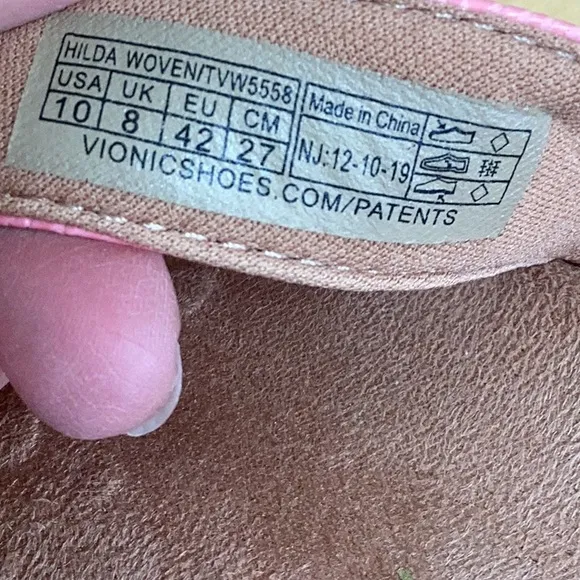 HILDA WOVEN/TVW5558
USA UK EU CM
10 8 42 27
Made in China
NJ:12-10-19
VIONICSHOES.COM/PATENTS